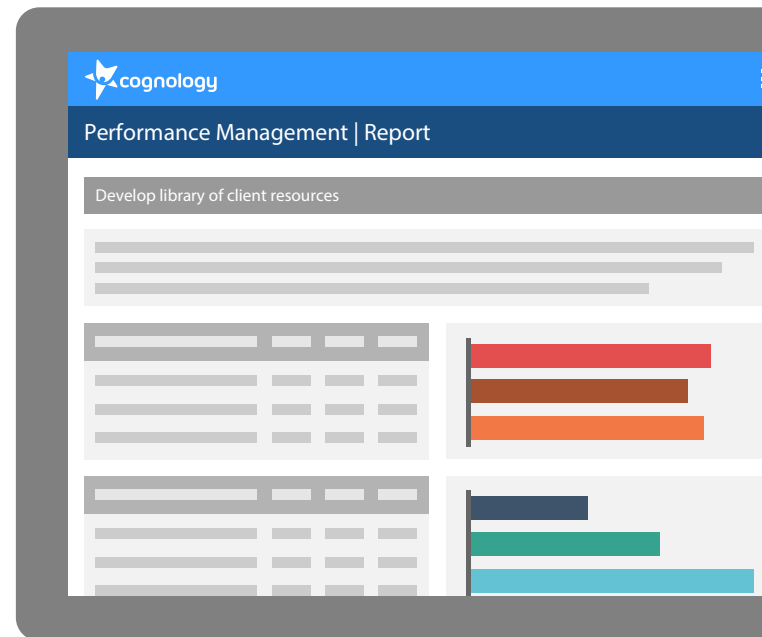 cognology
Performance Management | Report
Develop library of client resources